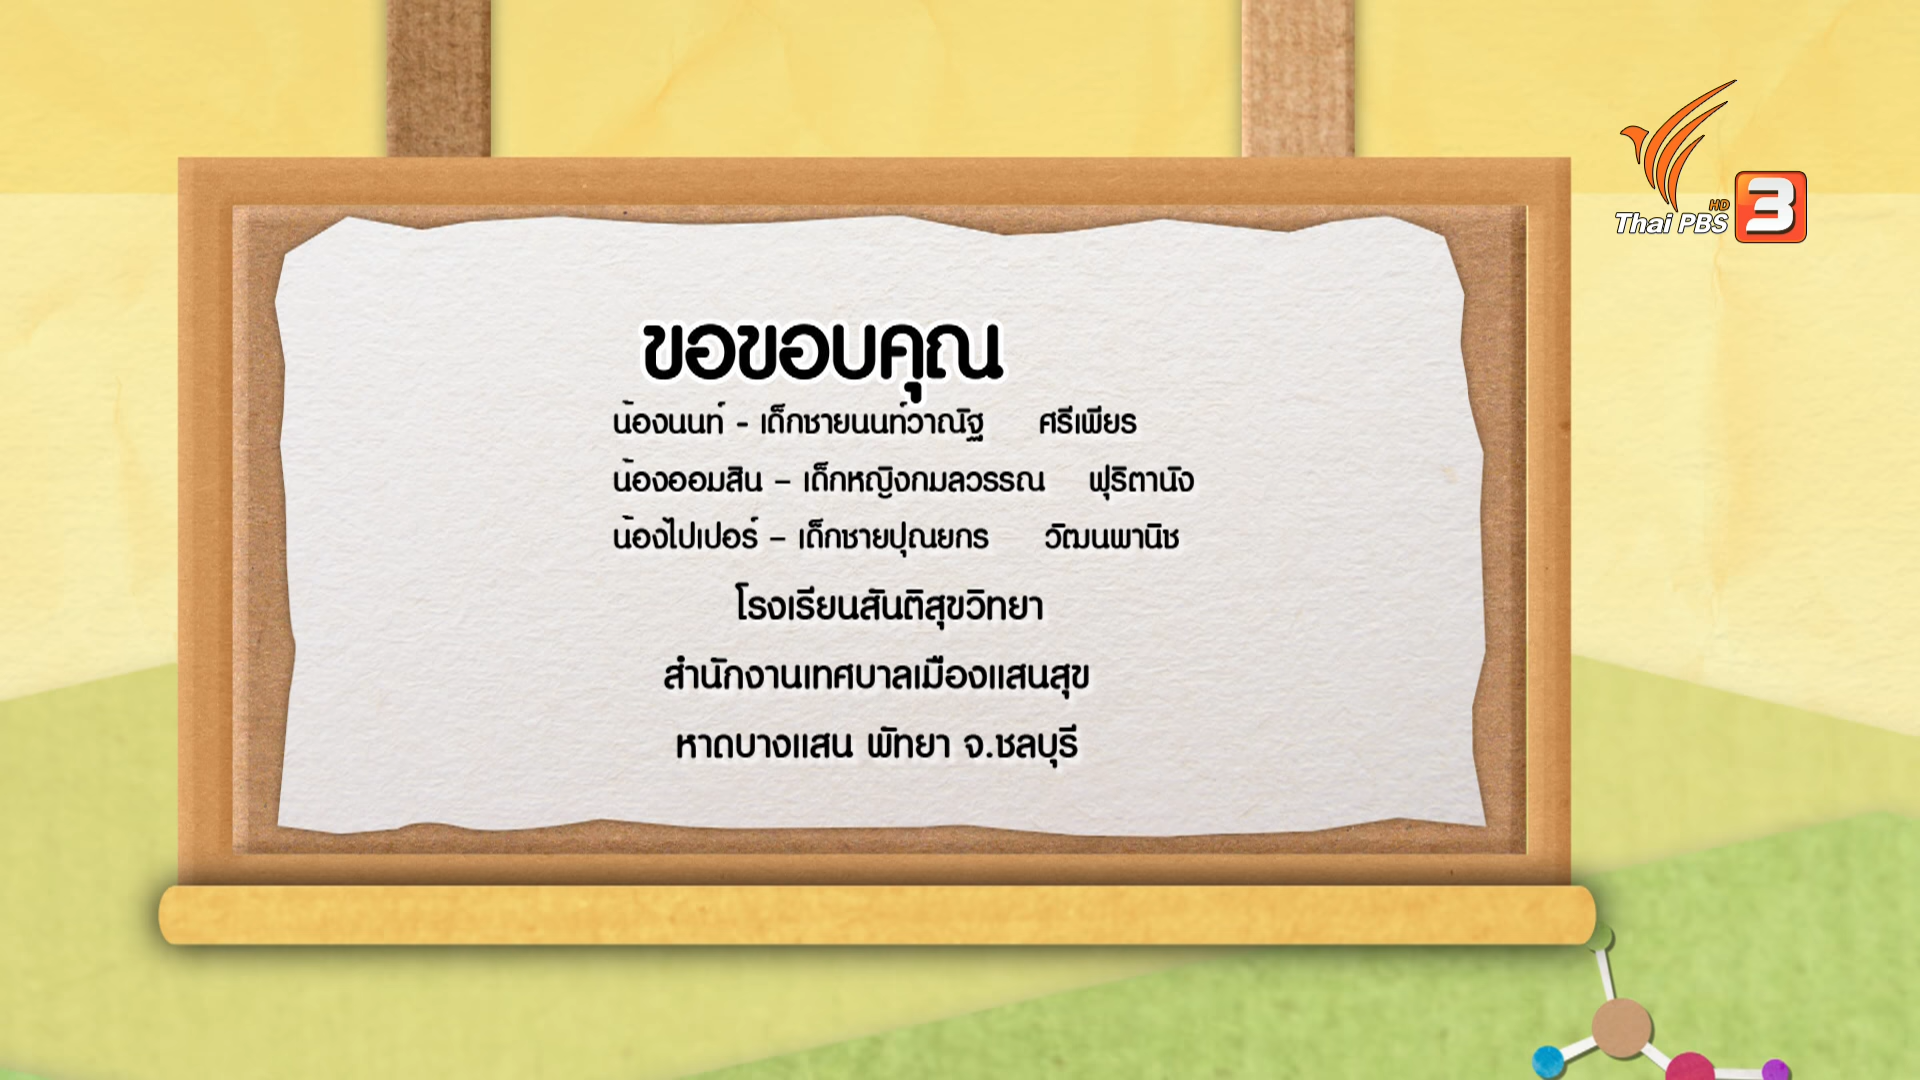 Thai PBS HD 3
ขอขอบคุณ
น้องนนท์ - เด็กชายนนท์วาณัฐ ศรีเพียร
น้องออมสิน – เด็กหญิงกมลวรรณ ฟุริตานัง
น้องไปเปอร์ – เด็กชายปุณยกร วัฒนพานิช
โรงเรียนสันติสุขวิทยา
สำนักงานเทศบาลเมืองแสนสุข
หาดบางแสน พัทยา จ.ชลบุรี